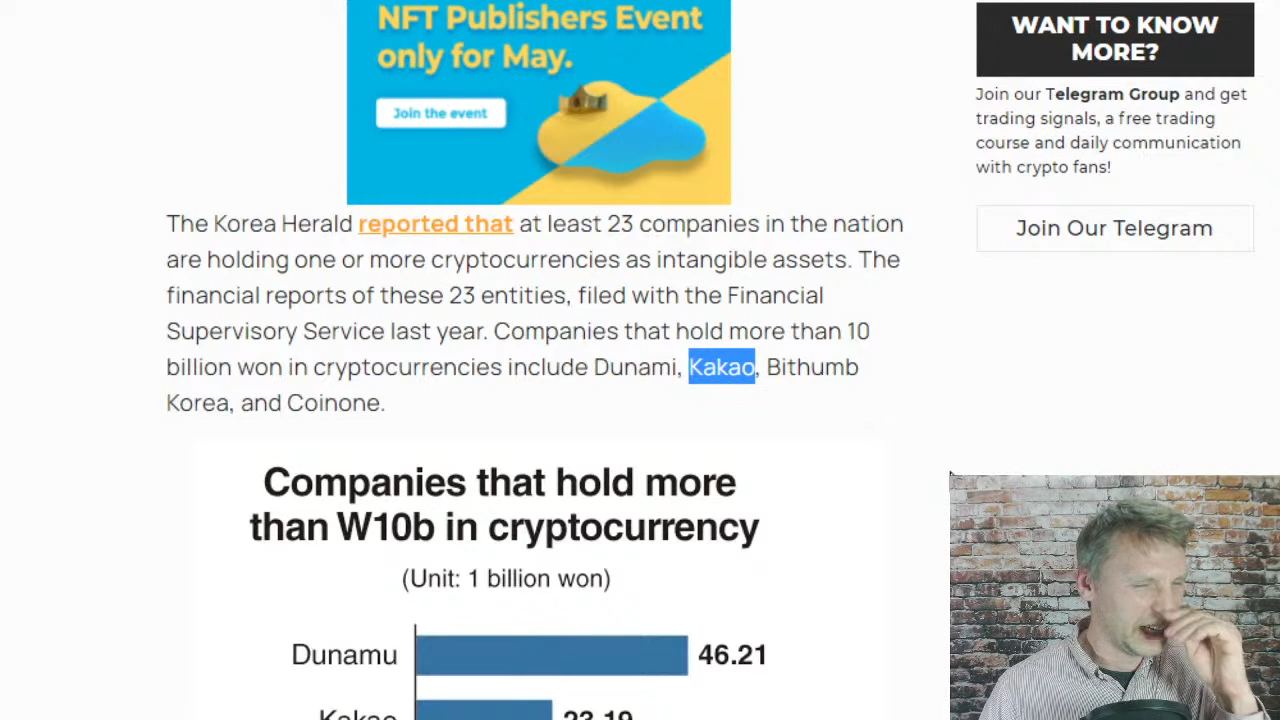 NFT Publishers Event
only for May.
Join the event
WANT TO KNOW
MORE?
Join our Telegram Group and get
trading signals, a free trading
course and daily communication
with crypto fans!
Join Our Telegram
The Korea Herald reported that at least 23 companies in the nation
are holding one or more cryptocurrencies as intangible assets. The
financial reports of these 23 entities, filed with the Financial
Supervisory Service last year. Companies that hold more than 10
billion won in cryptocurrencies include Dunami, Kakao, Bithumb
Korea, and Coinone.
Companies that hold more
than W10b in cryptocurrency
(Unit: 1 billion won)
Dunamu 46.21
Kakao 23.19